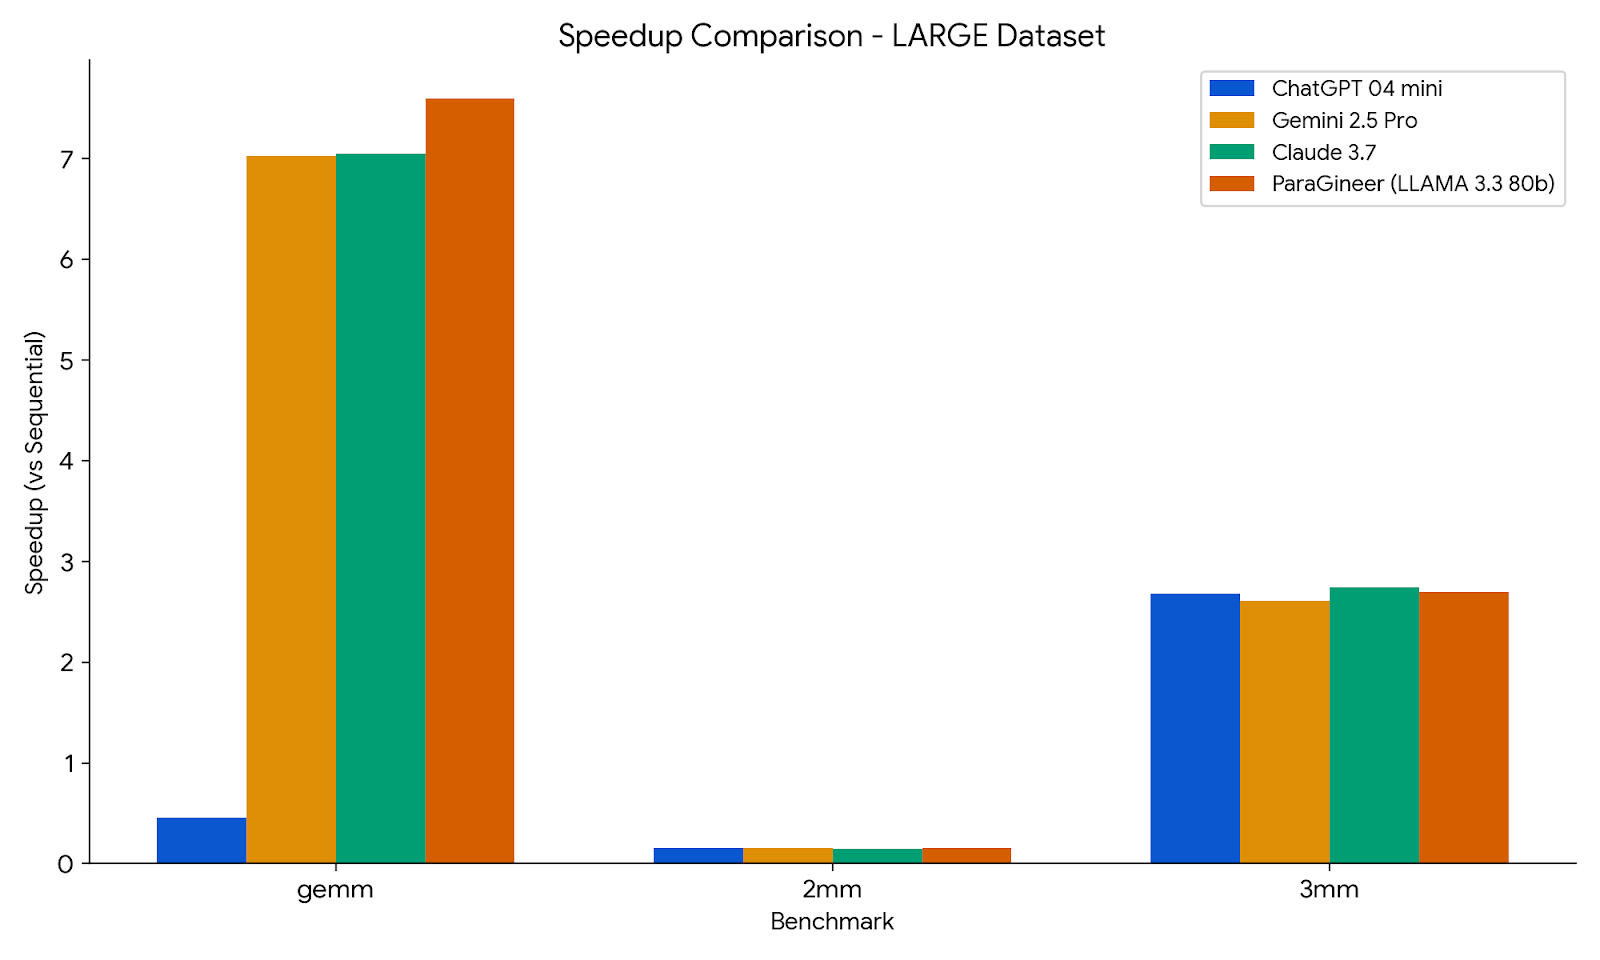 Speedup Comparison - LARGE Dataset
ChatGPT 04 mini
Gemini 2.5 Pro
Claude 3.7
ParaGineer (LLAMA 3.3 80b)
Speedup (vs Sequential)
7
6
5
4
3
2
1
0
gemm
2mm
3mm
Benchmark